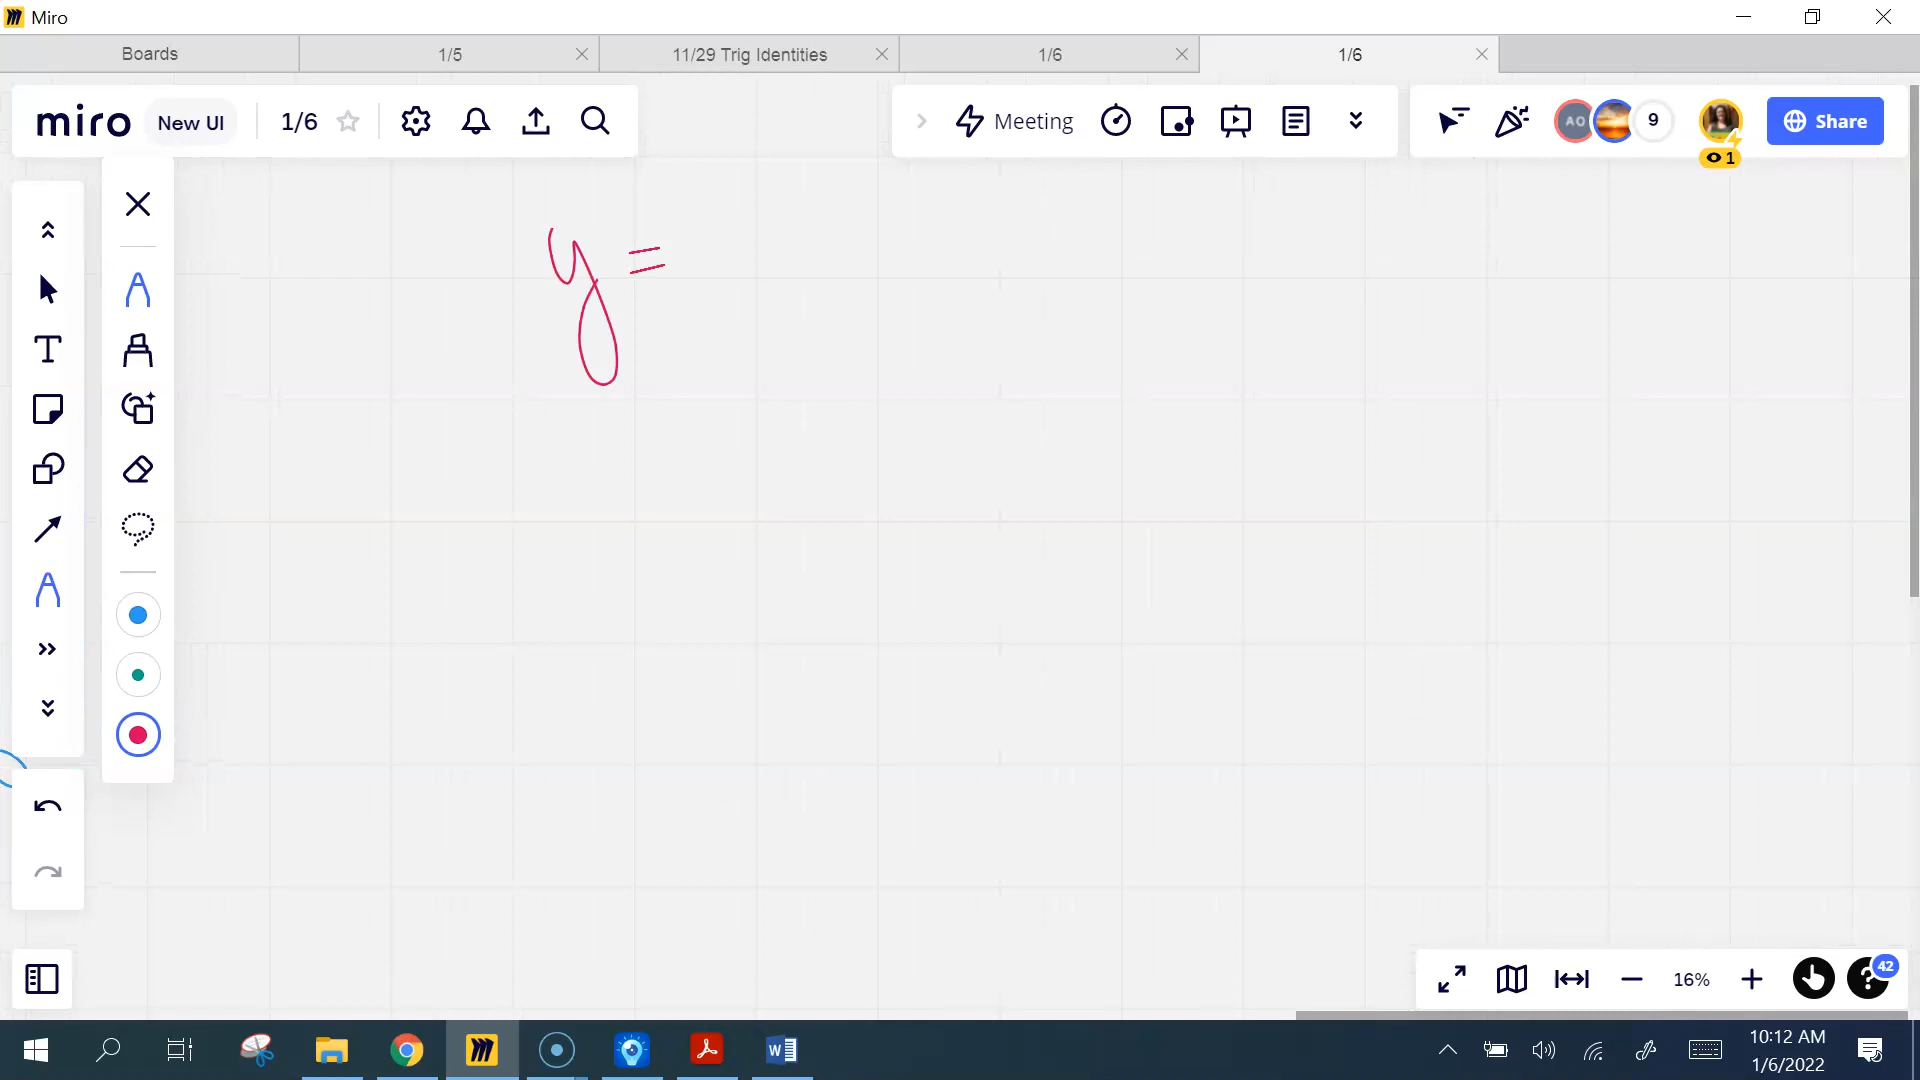 Miro
Boards 1/5 11/29 Trig Identities 1/6 1/6
miro New UI 1/6 Meeting AO 9 Share
1
y =
16% 42
10:12 AM
1/6/2022